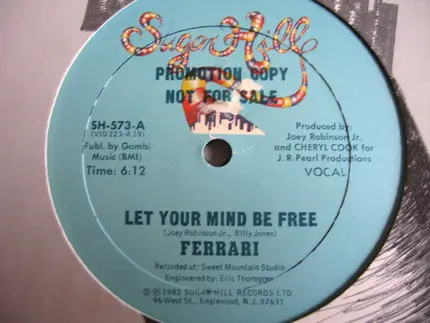 Sugar Hill
PROMOTION COPY
NOT FOR SALE
SH-573-A
(VID 223-A 19)
Publ. by Gambi
Music (BMI)
Time: 6:12
Produced by:
Joey Robinson Jr.
and CHERYL COOK for
J. R. Pearl Productions
VOCAL
LET YOUR MIND BE FREE
(Joey Robinson Jr., Billy Jones)
FERRARI
Recorded at: Sweet Mountain Studio
Engineered by: Eric Thorngren
©℗ 1982 SUGAR HILL RECORDS LTD.
96 West St., Englewood, N. J. 07631